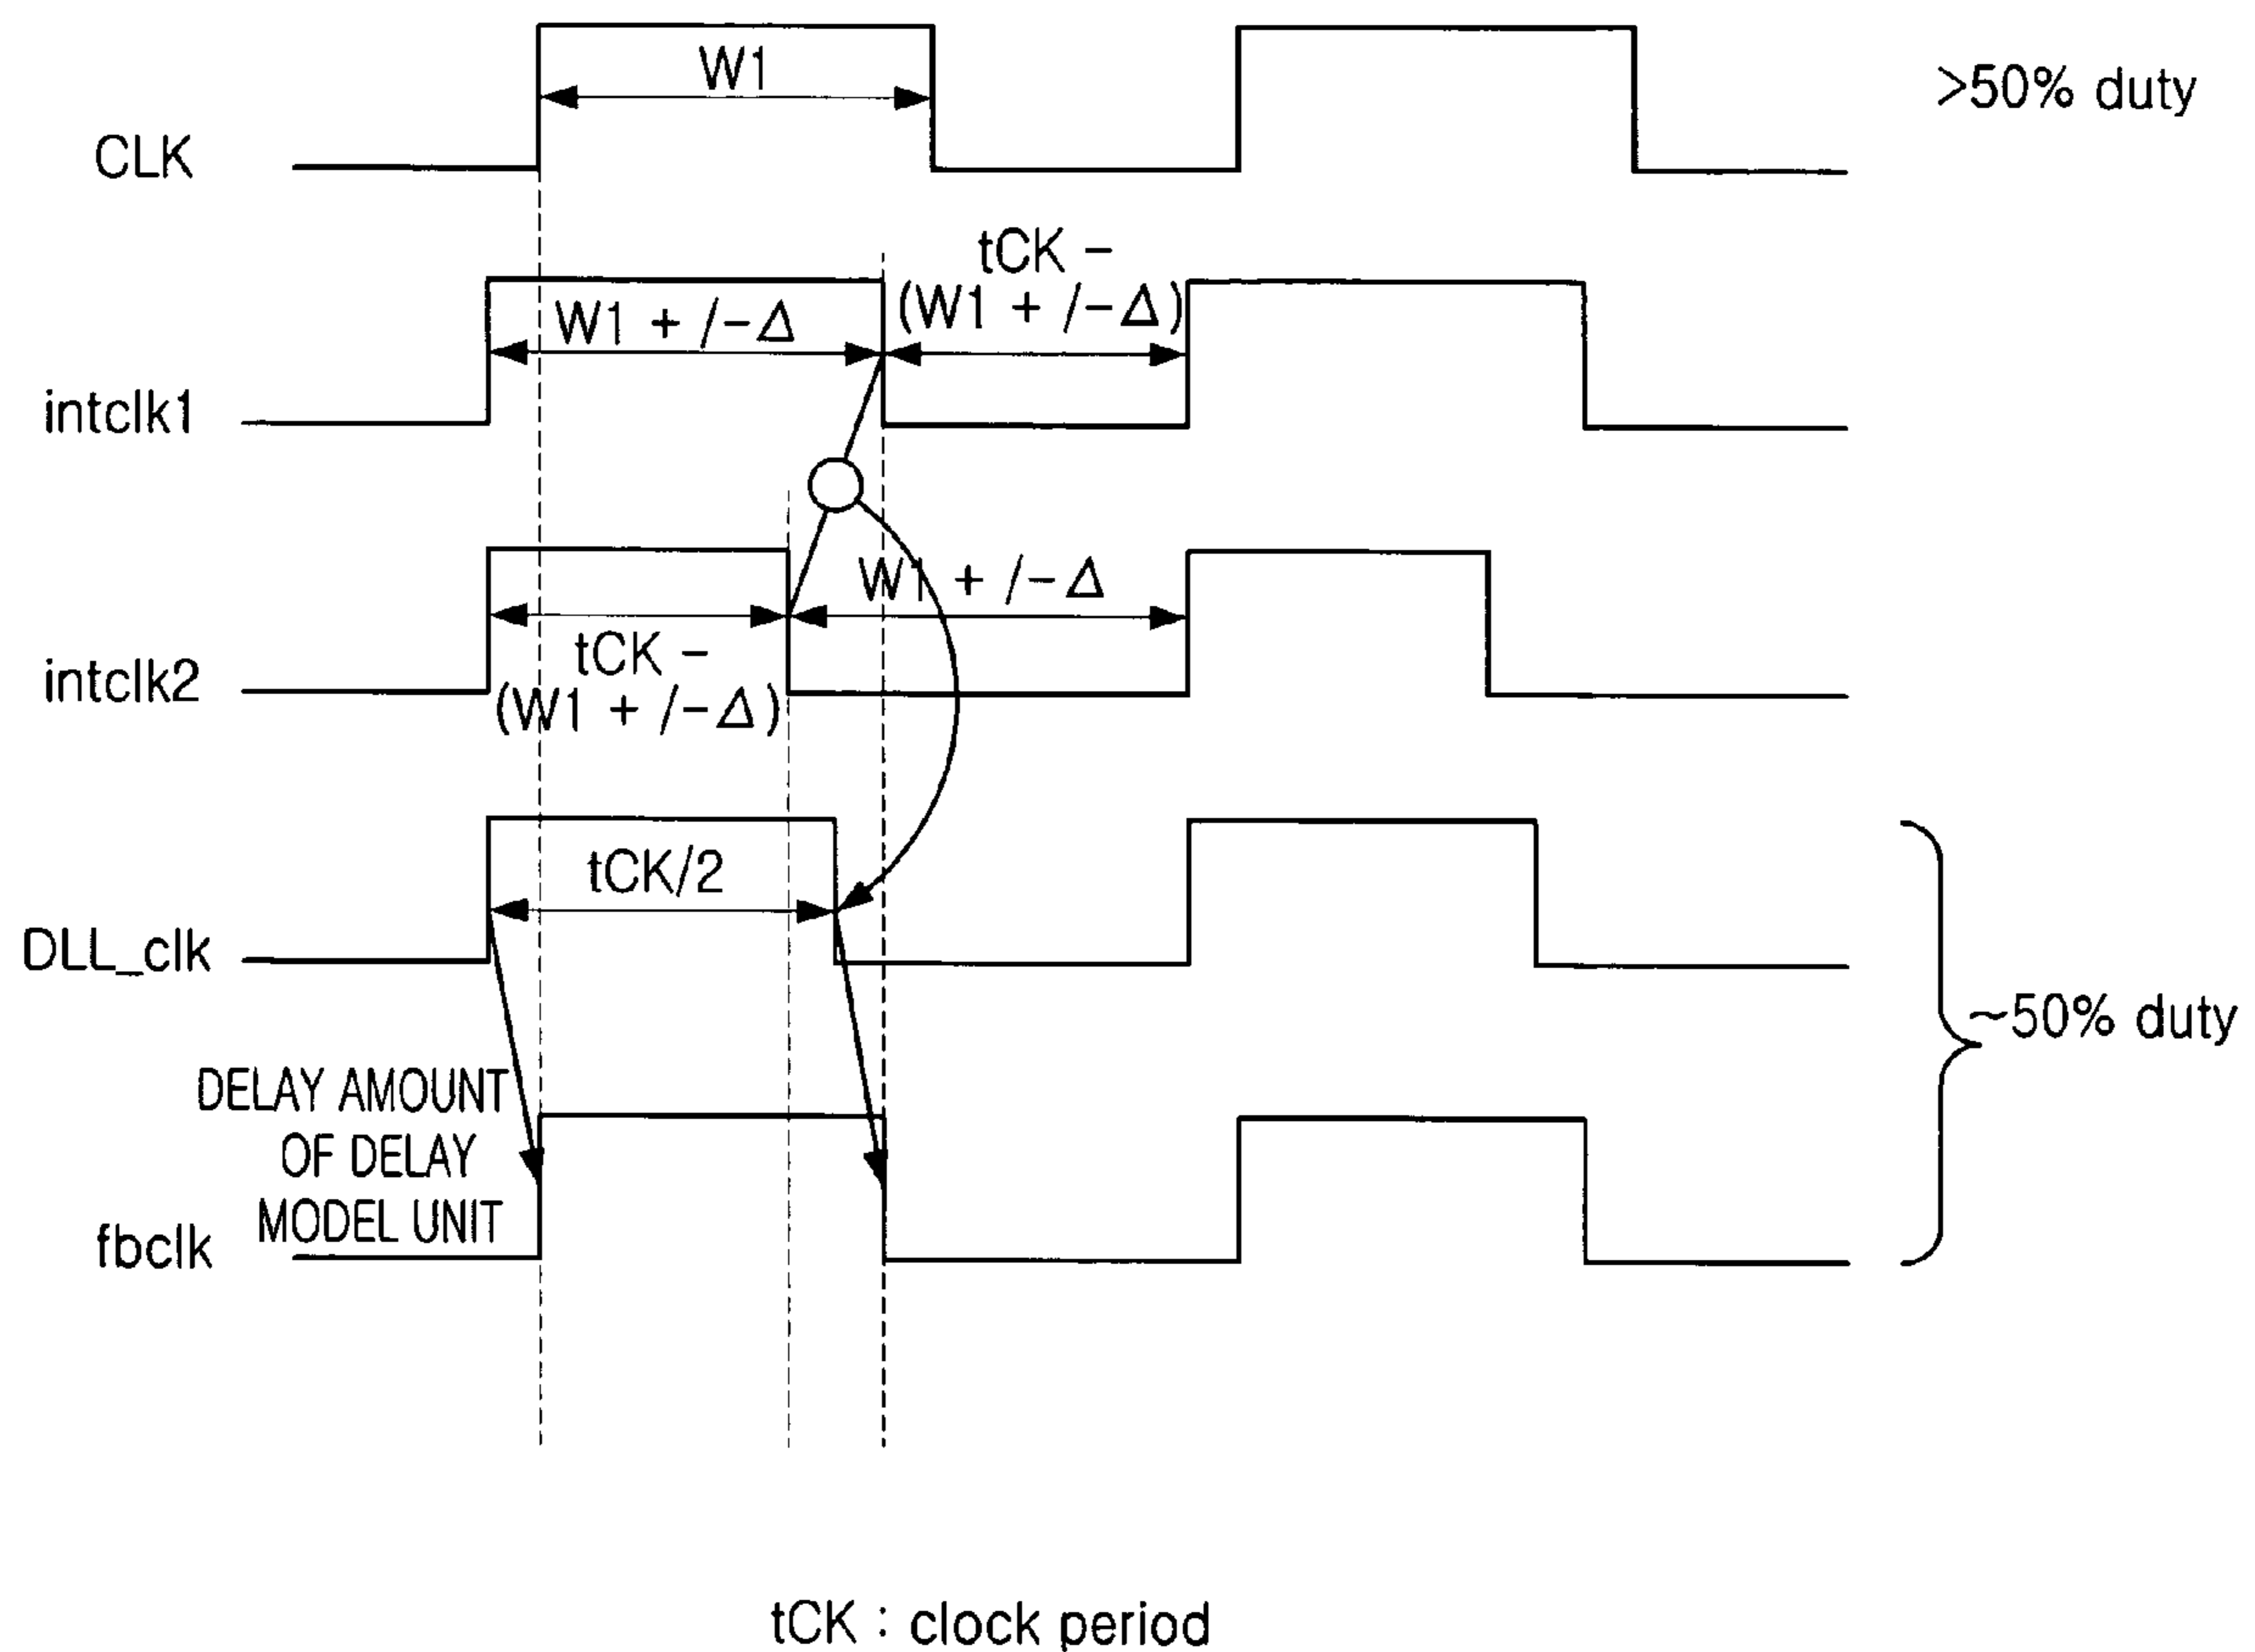 W1
>50% duty
CLK
tCK –
(W1 + /-Δ)
W1 + /-Δ
intclk1
W1 + /-Δ
tCK –
(W1 + /-Δ)
intclk2
tCK/2
DLL_clk
~50% duty
DELAY AMOUNT
OF DELAY
MODEL UNIT
fbclk
tCK : clock period